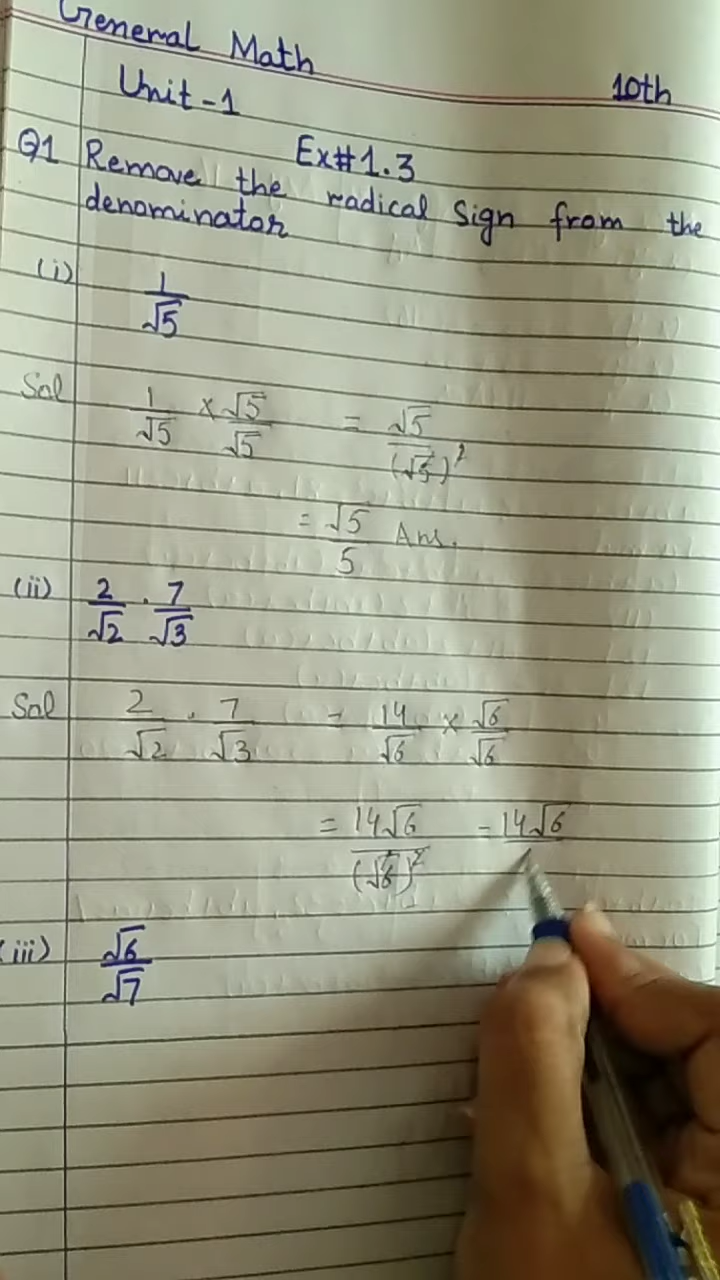 General Math
Unit-1 10th
Ex#1.3
Q1 Remove the radical Sign from the
denominator
(i) 1/√5
Sol 1/√5 × √5/√5 = √5/(√5)²
= √5/5 Ans.
(ii) 2/√2 . 7/√3
Sol 2/√2 . 7/√3 = 14/√6 × √6/√6
= 14√6/(√6)² = 14√6
(iii) √6/√7